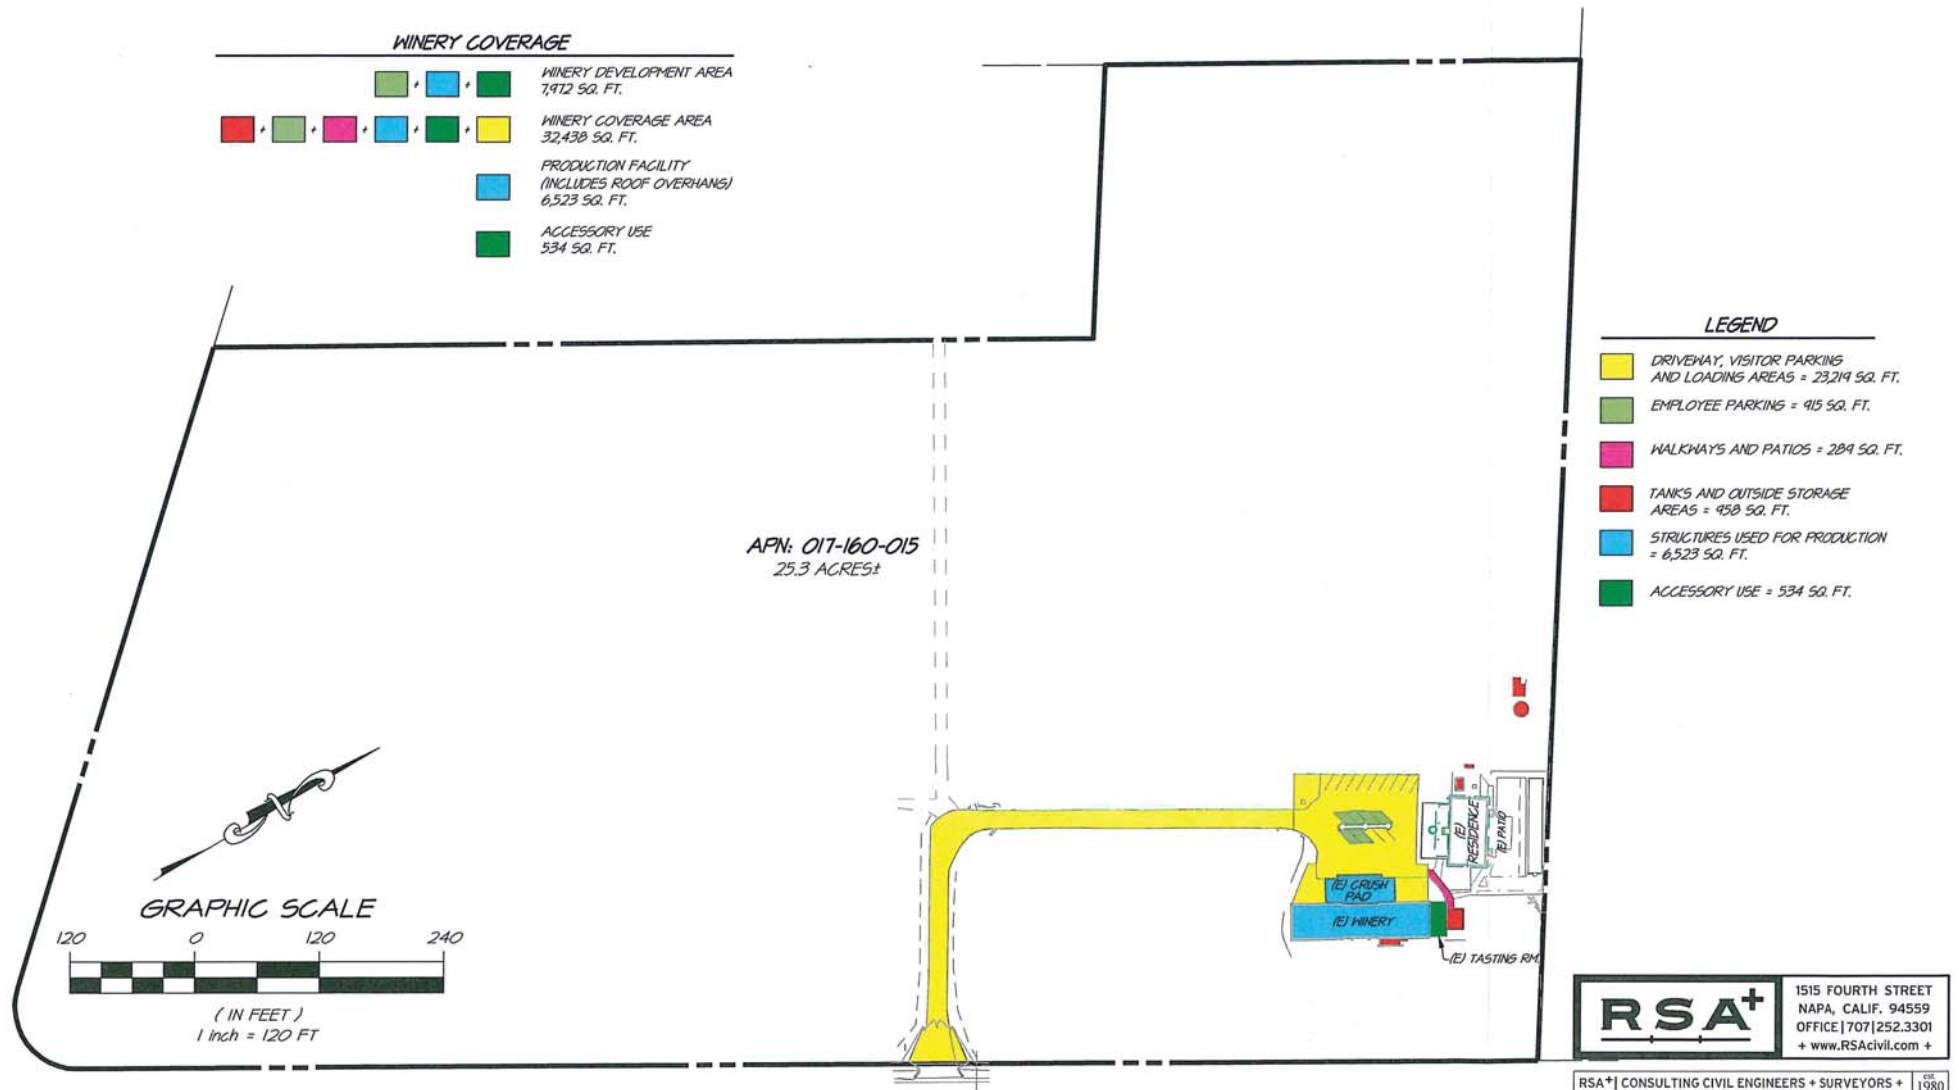 WINERY COVERAGE
WINERY DEVELOPMENT AREA
7,972 SQ. FT.
WINERY COVERAGE AREA
32,438 SQ. FT.
PRODUCTION FACILITY
(INCLUDES ROOF OVERHANG)
6,523 SQ. FT.
ACCESSORY USE
534 SQ. FT.
LEGEND
DRIVEWAY, VISITOR PARKING
AND LOADING AREAS = 23,219 SQ. FT.
EMPLOYEE PARKING = 915 SQ. FT.
WALKWAYS AND PATIOS = 289 SQ. FT.
TANKS AND OUTSIDE STORAGE
AREAS = 958 SQ. FT.
STRUCTURES USED FOR PRODUCTION
= 6,523 SQ. FT.
ACCESSORY USE = 534 SQ. FT.
APN: 017-160-015
25.3 ACRES±
(E)
RESIDENCE
(E) PATIO
(E) CRUSH
PAD
(E) WINERY
(E) TASTING RM.
GRAPHIC SCALE
120 0 120 240
( IN FEET )
1 inch = 120 FT
RSA+
1515 FOURTH STREET
NAPA, CALIF. 94559
OFFICE|707|252.3301
+ www.RSAcivil.com +
RSA+| CONSULTING CIVIL ENGINEERS + SURVEYORS +
est.
1980